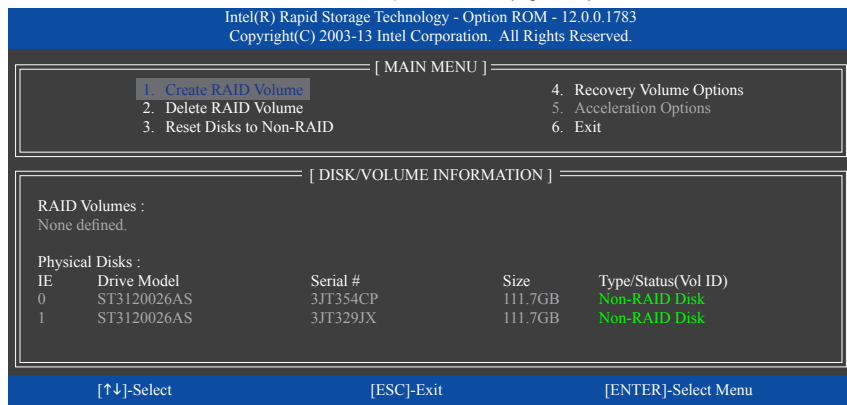 Intel(R) Rapid Storage Technology - Option ROM - 12.0.0.1783
Copyright(C) 2003-13 Intel Corporation. All Rights Reserved.
[ MAIN MENU ]
1. Create RAID Volume
2. Delete RAID Volume
3. Reset Disks to Non-RAID
4. Recovery Volume Options
5. Acceleration Options
6. Exit
[ DISK/VOLUME INFORMATION ]
RAID Volumes :
None defined.
Physical Disks :
IE Drive Model Serial # Size Type/Status(Vol ID)
0 ST3120026AS 3JT354CP 111.7GB Non-RAID Disk
1 ST3120026AS 3JT329JX 111.7GB Non-RAID Disk
[↑↓]-Select [ESC]-Exit [ENTER]-Select Menu